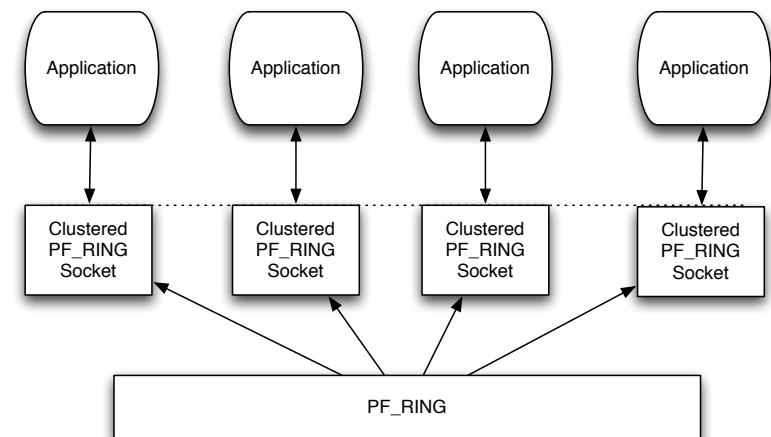 Application
Application
Application
Application
Clustered
PF_RING
Socket
Clustered
PF_RING
Socket
Clustered
PF_RING
Socket
Clustered
PF_RING
Socket
PF_RING